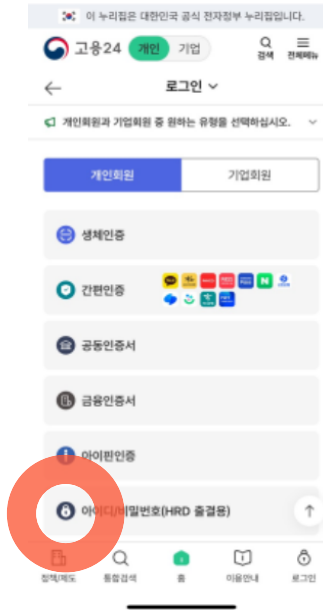 이 누리집은 대한민국 공식 전자정부 누리집입니다.
고용24 개인 기업 검색 전체메뉴
로그인
개인회원과 기업회원 중 원하는 유형을 선택하십시오.
개인회원 기업회원
생체인증
간편인증
공동인증서
금융인증서
아이핀인증
아이디/비밀번호(HRD 출결용)
정책/제도 통합검색 홈 이용안내 로그인